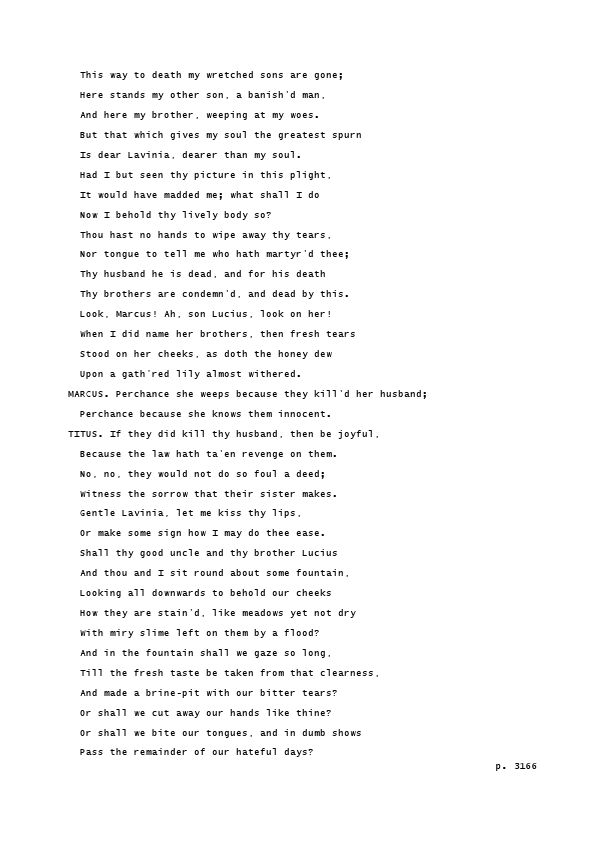 This way to death my wretched sons are gone;
Here stands my other son, a banish'd man,
And here my brother, weeping at my woes.
But that which gives my soul the greatest spurn
Is dear Lavinia, dearer than my soul.
Had I but seen thy picture in this plight,
It would have madded me; what shall I do
Now I behold thy lively body so?
Thou hast no hands to wipe away thy tears,
Nor tongue to tell me who hath martyr'd thee;
Thy husband he is dead, and for his death
Thy brothers are condemn'd, and dead by this.
Look, Marcus! Ah, son Lucius, look on her!
When I did name her brothers, then fresh tears
Stood on her cheeks, as doth the honey dew
Upon a gath'red lily almost withered.
MARCUS. Perchance she weeps because they kill'd her husband;
Perchance because she knows them innocent.
TITUS. If they did kill thy husband, then be joyful,
Because the law hath ta'en revenge on them.
No, no, they would not do so foul a deed;
Witness the sorrow that their sister makes.
Gentle Lavinia, let me kiss thy lips,
Or make some sign how I may do thee ease.
Shall thy good uncle and thy brother Lucius
And thou and I sit round about some fountain,
Looking all downwards to behold our cheeks
How they are stain'd, like meadows yet not dry
With miry slime left on them by a flood?
And in the fountain shall we gaze so long,
Till the fresh taste be taken from that clearness,
And made a brine-pit with our bitter tears?
Or shall we cut away our hands like thine?
Or shall we bite our tongues, and in dumb shows
Pass the remainder of our hateful days?
p. 3166